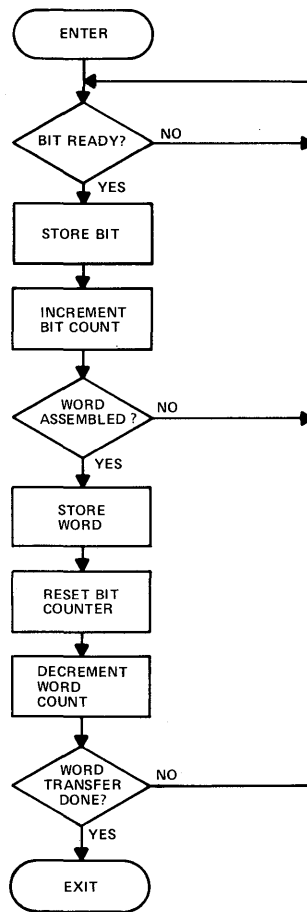 ENTER
BIT READY?
NO
YES
STORE BIT
INCREMENT
BIT COUNT
WORD
ASSEMBLED ?
NO
YES
STORE
WORD
RESET BIT
COUNTER
DECREMENT
WORD
COUNT
WORD
TRANSFER
DONE?
NO
YES
EXIT